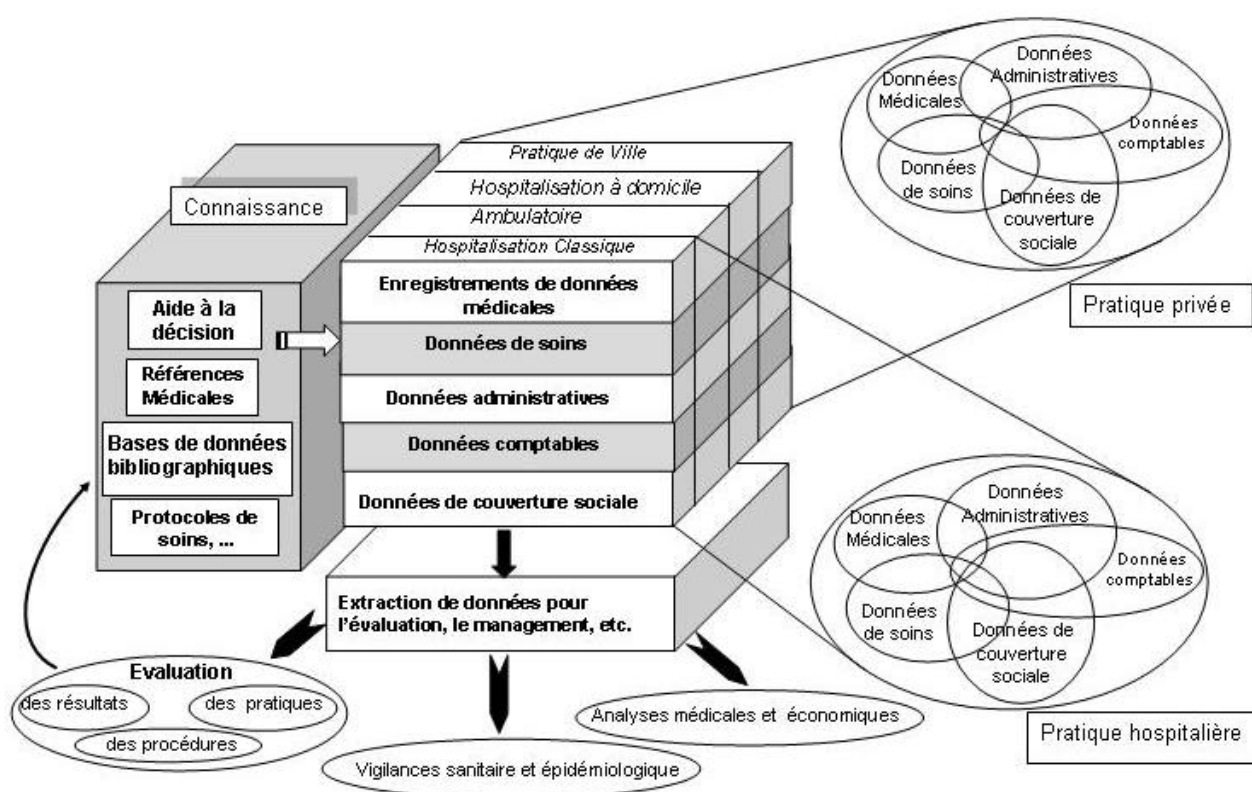 Connaissance
Aide à la
décision
Références
Médicales
Bases de données
bibliographiques
Protocoles de
soins, ...
Pratique de Ville
Hospitalisation à domicile
Ambulatoire
Hospitalisation Classique
Enregistrements de données
médicales
Données de soins
Données administratives
Données comptables
Données de couverture sociale
Extraction de données pour
l'évaluation, le management, etc.
Evaluation
des résultats
des pratiques
des procédures
Vigilances sanitaire et épidémiologique
Analyses médicales et économiques
Données
Administratives
Données
Médicales
Données
comptables
Données
de soins
Données de
couverture
sociale
Pratique privée
Données
Administratives
Données
Médicales
Données
comptables
Données
de soins
Données de
couverture
sociale
Pratique hospitalière